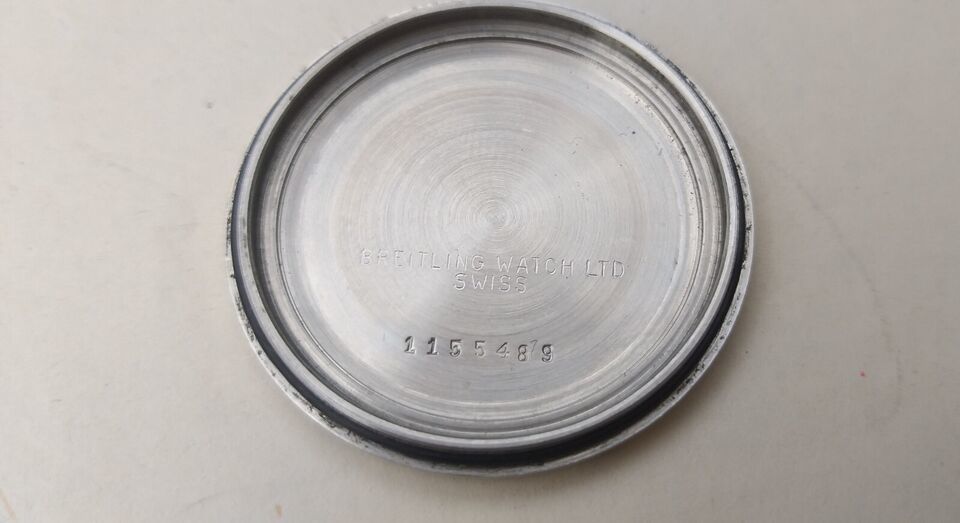 BREITLING WATCH LTD
SWISS
1155489